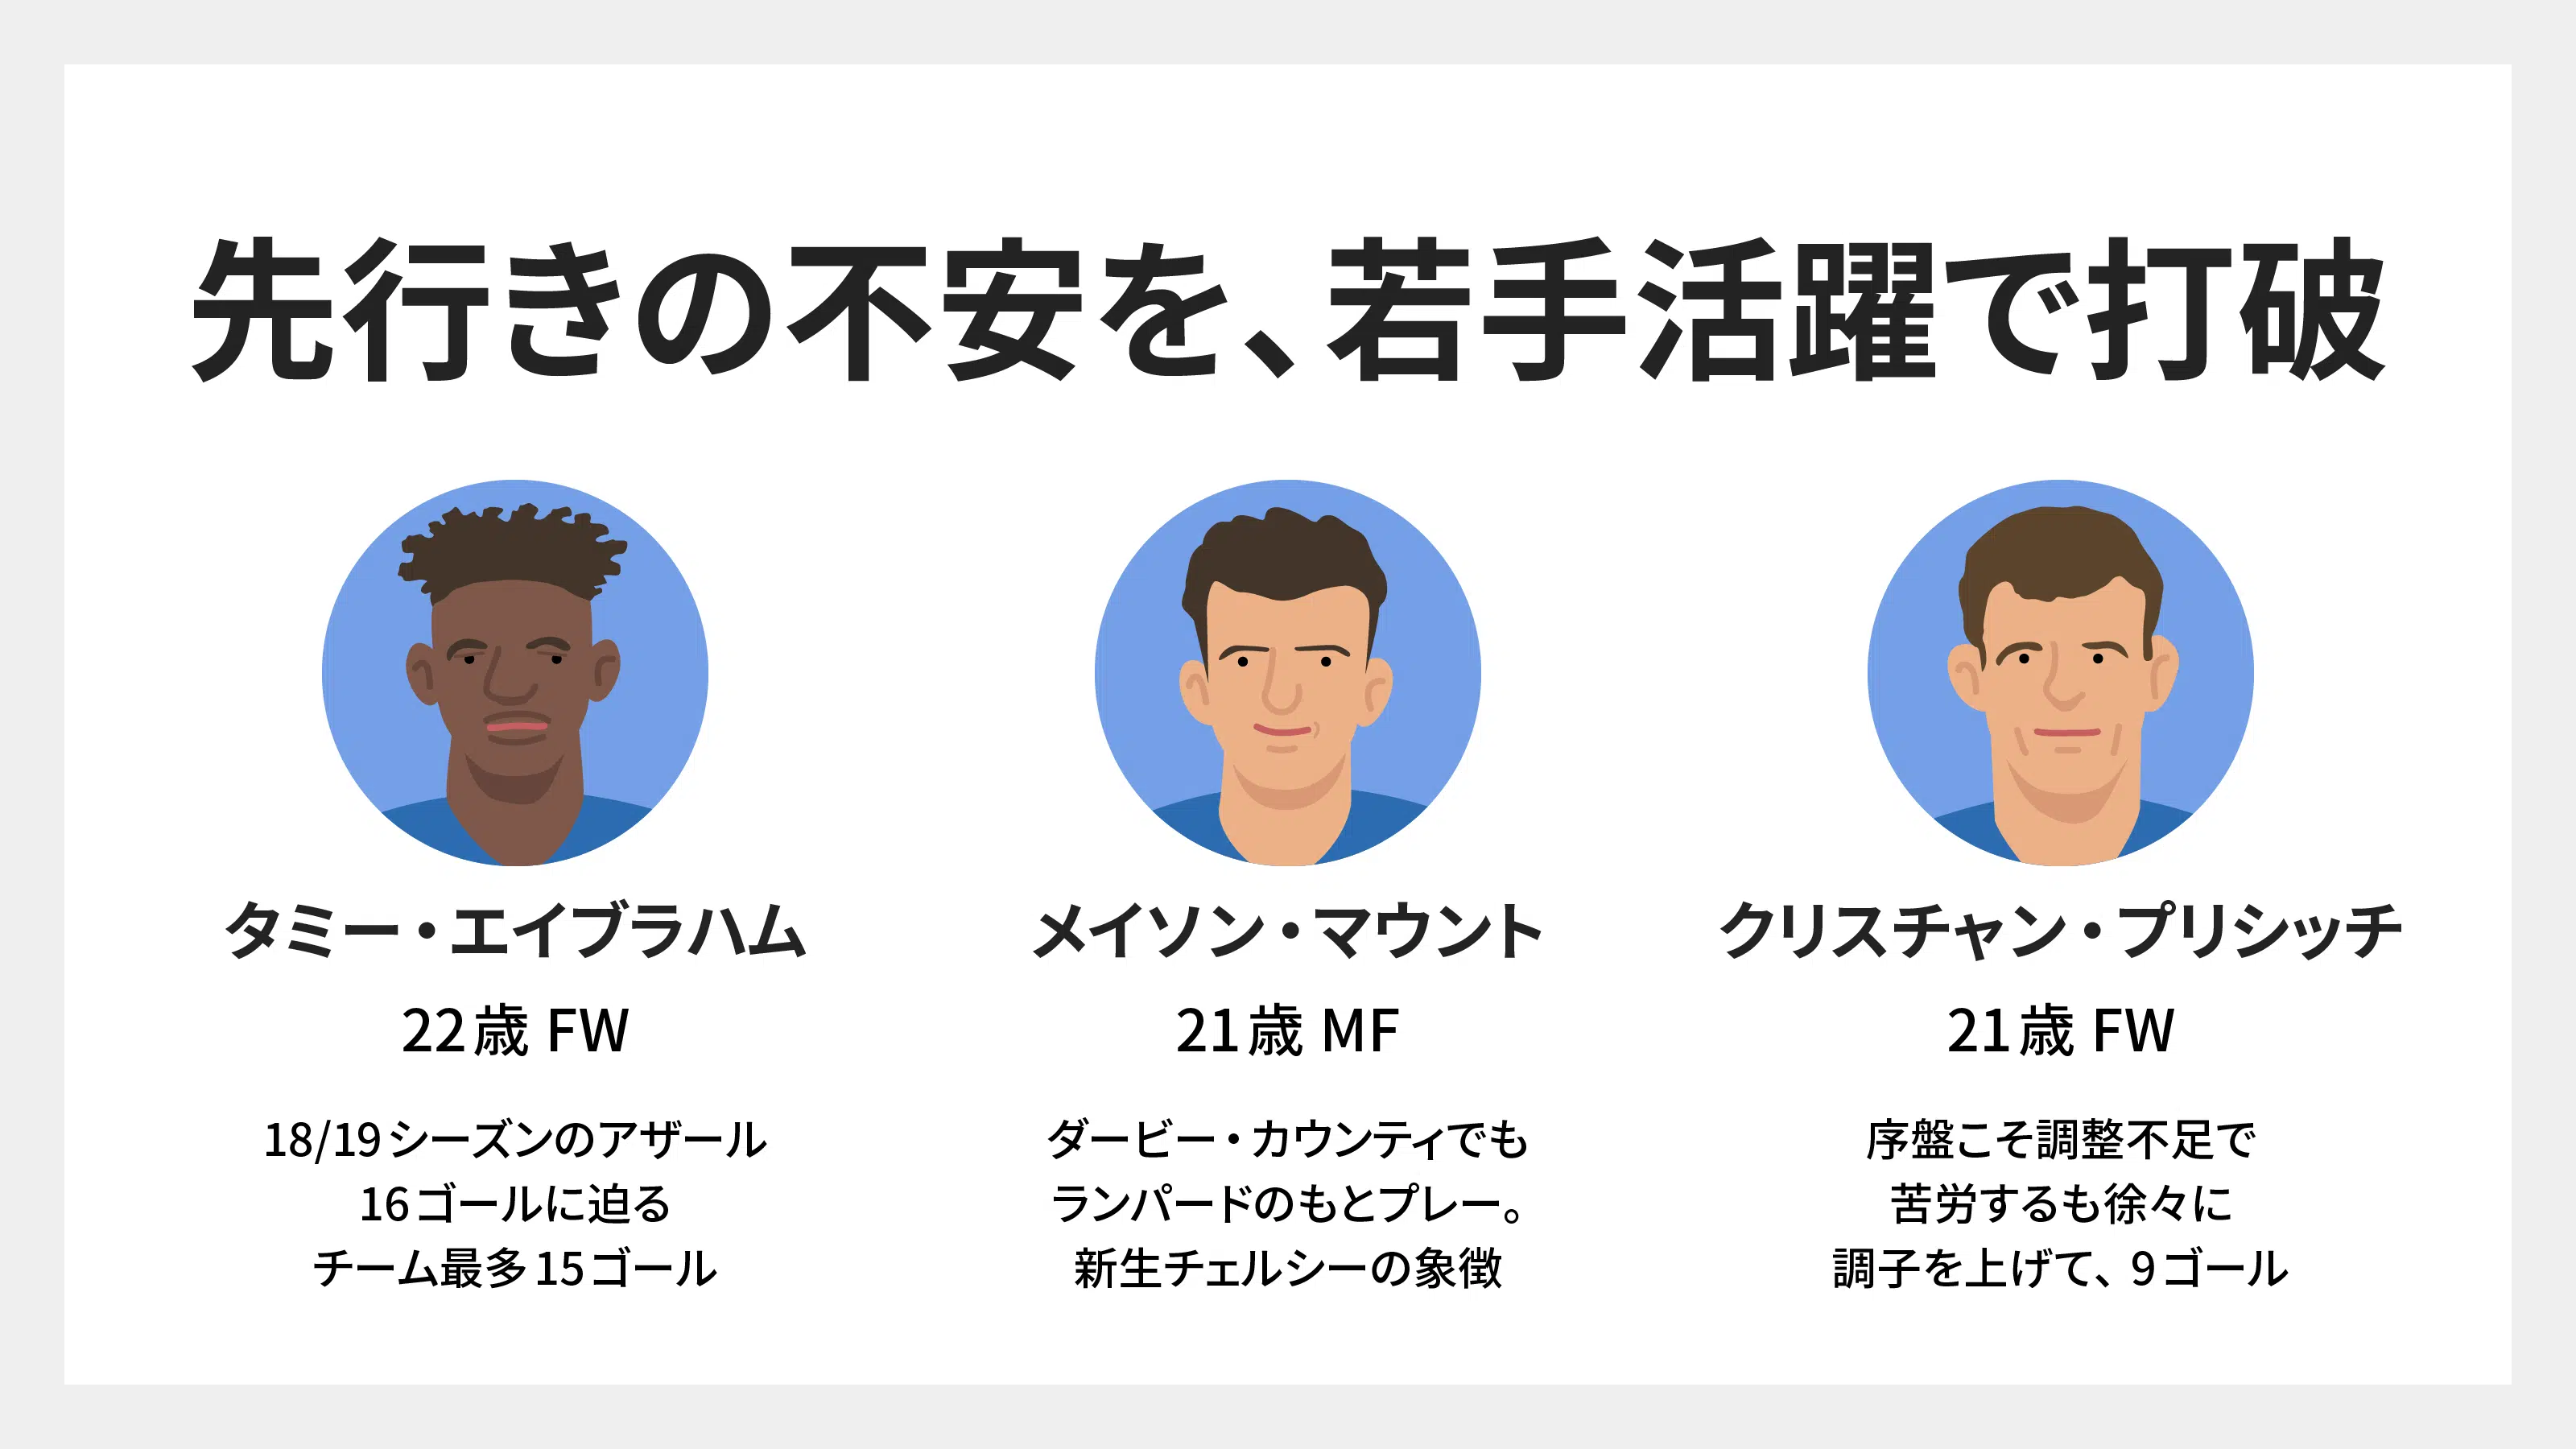 先行きの不安を、若手活躍で打破
タミー・エイブラハム
22歳 FW
18/19シーズンのアザール
16ゴールに迫る
チーム最多15ゴール
メイソン・マウント
21歳 MF
ダービー・カウンティでも
ランパードのもとプレー。
新生チェルシーの象徴
クリスチャン・プリシッチ
21歳 FW
序盤こそ調整不足で
苦労するも徐々に
調子を上げて、9ゴール